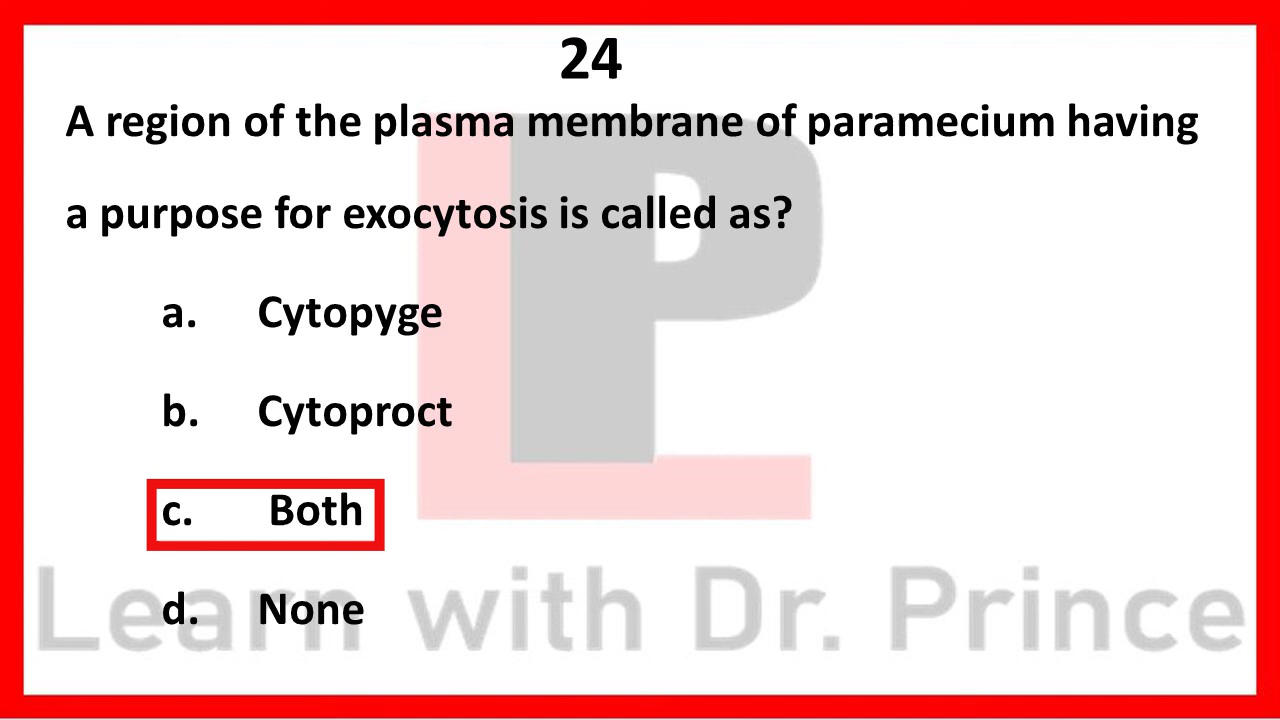 24
A region of the plasma membrane of paramecium having
a purpose for exocytosis is called as?
a. Cytopyge
b. Cytoproct
c. Both
d. None
LP
Learn with Dr. Prince